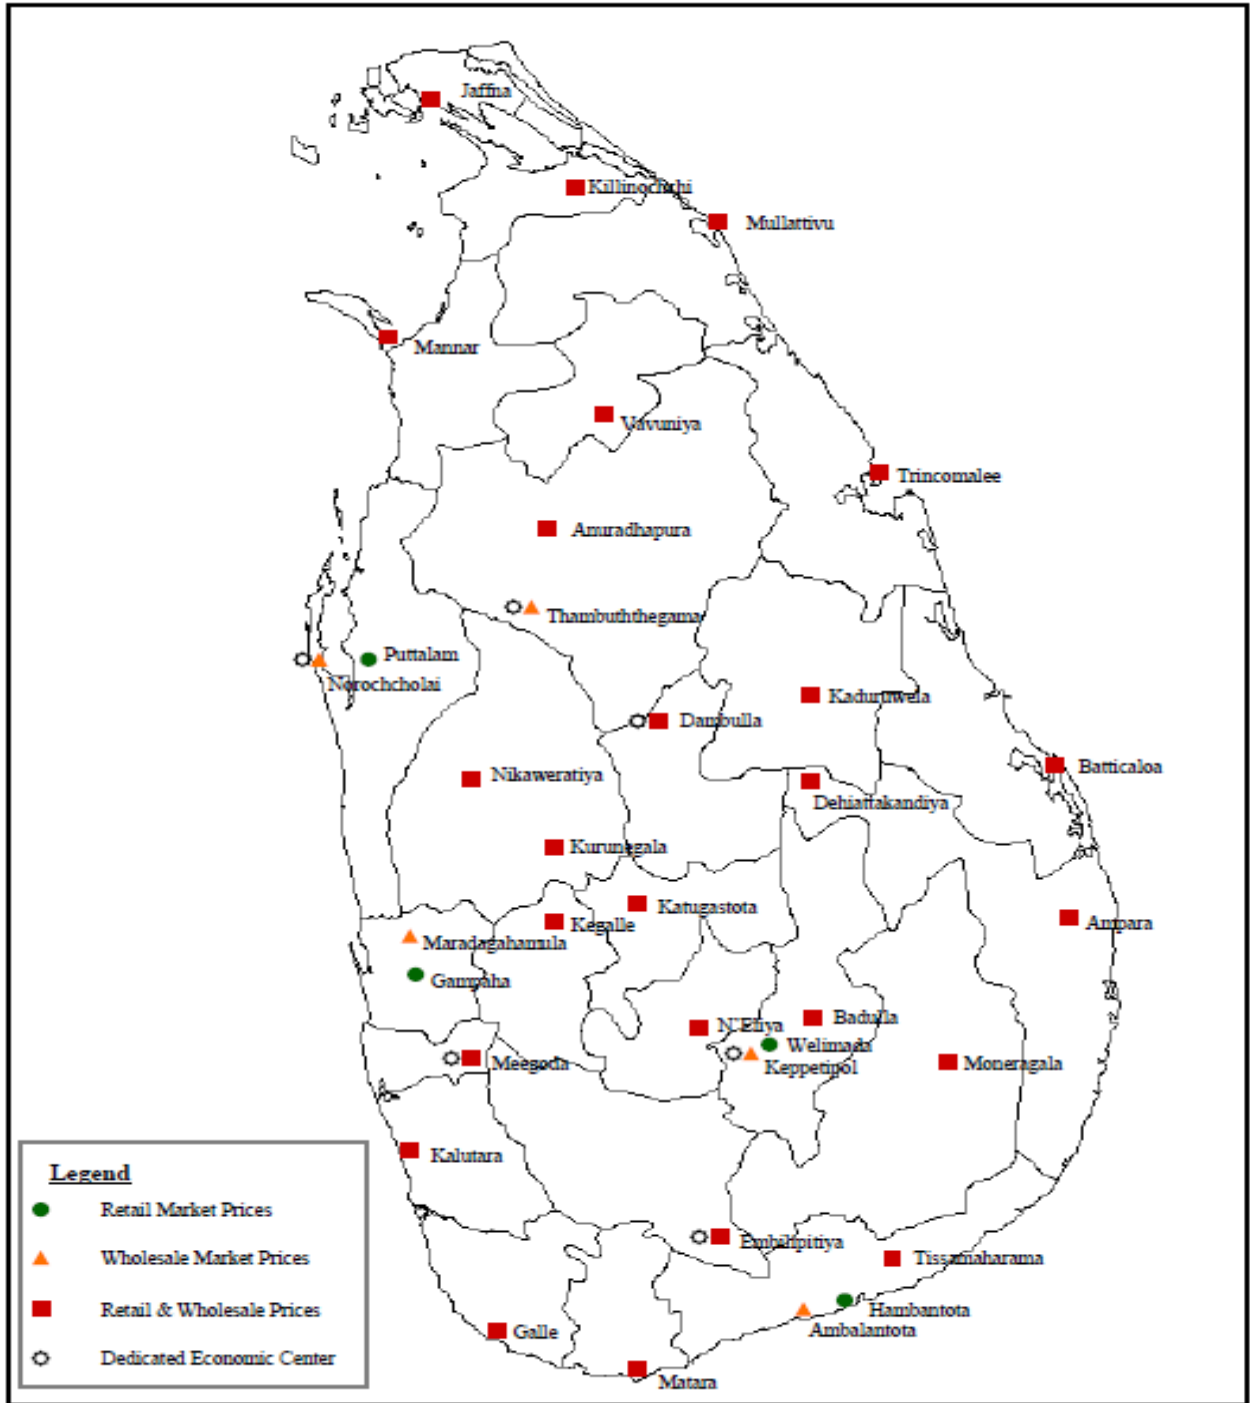 Jaffna
Killinochchi
Mullattivu
Mannar
Vavuniya
Trincomalee
Anuradhapura
Thambuththegama
Puttalam
Norochcholai
Kaduruwela
Dambulla
Batticaloa
Nikaweratiya
Dehiattakandiya
Kurunegala
Katugastota
Kegalle
Ampara
Maradagahamula
Gampaha
Badulla
N'Eliya
Welimada
Keppetipol
Meegoda
Moneragala
Kalutara
Embilipitiya
Tissamaharama
Hambantota
Ambalantota
Galle
Matara
Legend
Retail Market Prices
Wholesale Market Prices
Retail & Wholesale Prices
Dedicated Economic Center